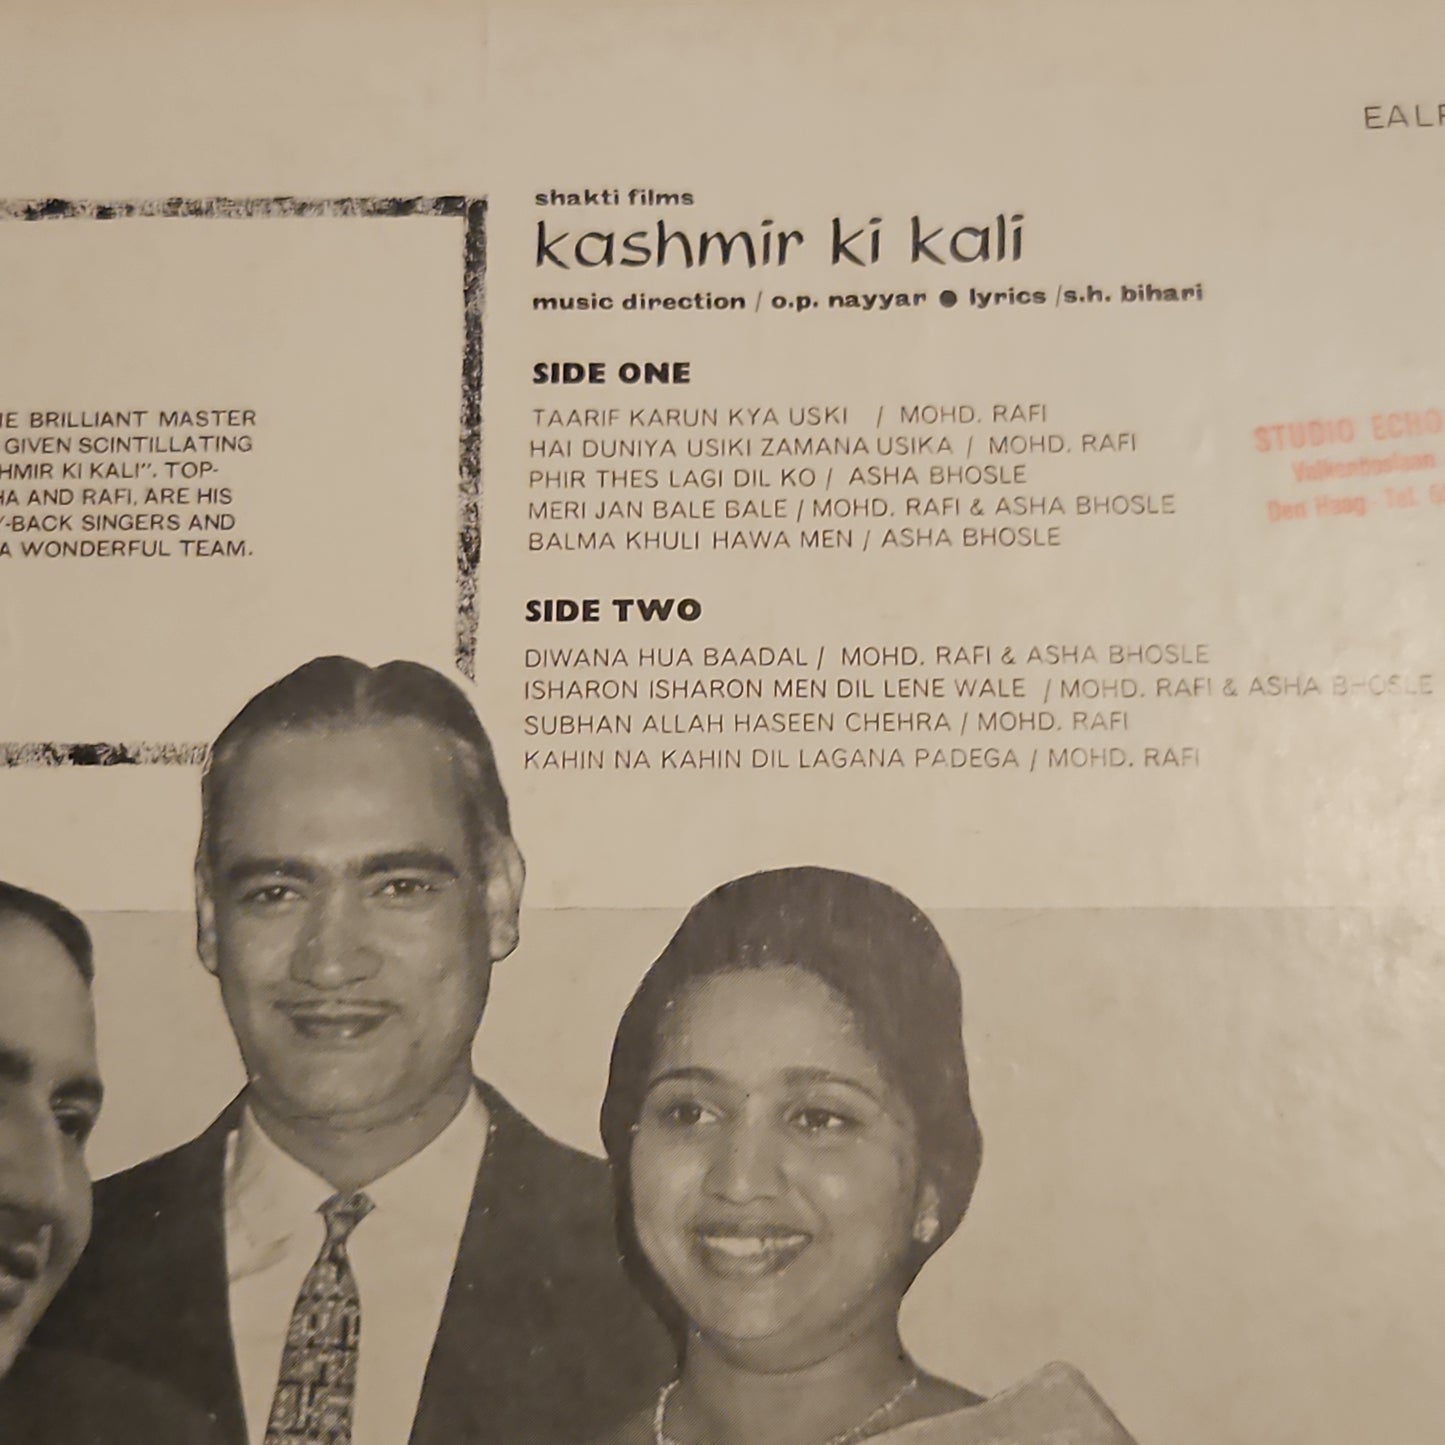 EALP
shakti films
kashmir ki kali
music direction / o.p. nayyar ● lyrics / s.h. bihari
BRILLIANT MASTER
GIVEN SCINTILLATING
KI KALI". TOP-
AND RAFI, ARE HIS
-BACK SINGERS AND
A WONDERFUL TEAM.
SIDE ONE
TAARIF KARUN KYA USKI / MOHD. RAFI
HAI DUNIYA USIKI ZAMANA USIKA / MOHD. RAFI
PHIR THES LAGI DIL KO / ASHA BHOSLE
MERI JAN BALE BALE / MOHD. RAFI & ASHA BHOSLE
BALMA KHULI HAWA MEN / ASHA BHOSLE
STUDIO ECHO
Den Haag - Tel.
SIDE TWO
DIWANA HUA BAADAL / MOHD. RAFI & ASHA BHOSLE
ISHARON ISHARON MEN DIL LENE WALE / MOHD. RAFI & ASHA BHOSLE
SUBHAN ALLAH HASEEN CHEHRA / MOHD. RAFI
KAHIN NA KAHIN DIL LAGANA PADEGA / MOHD. RAFI